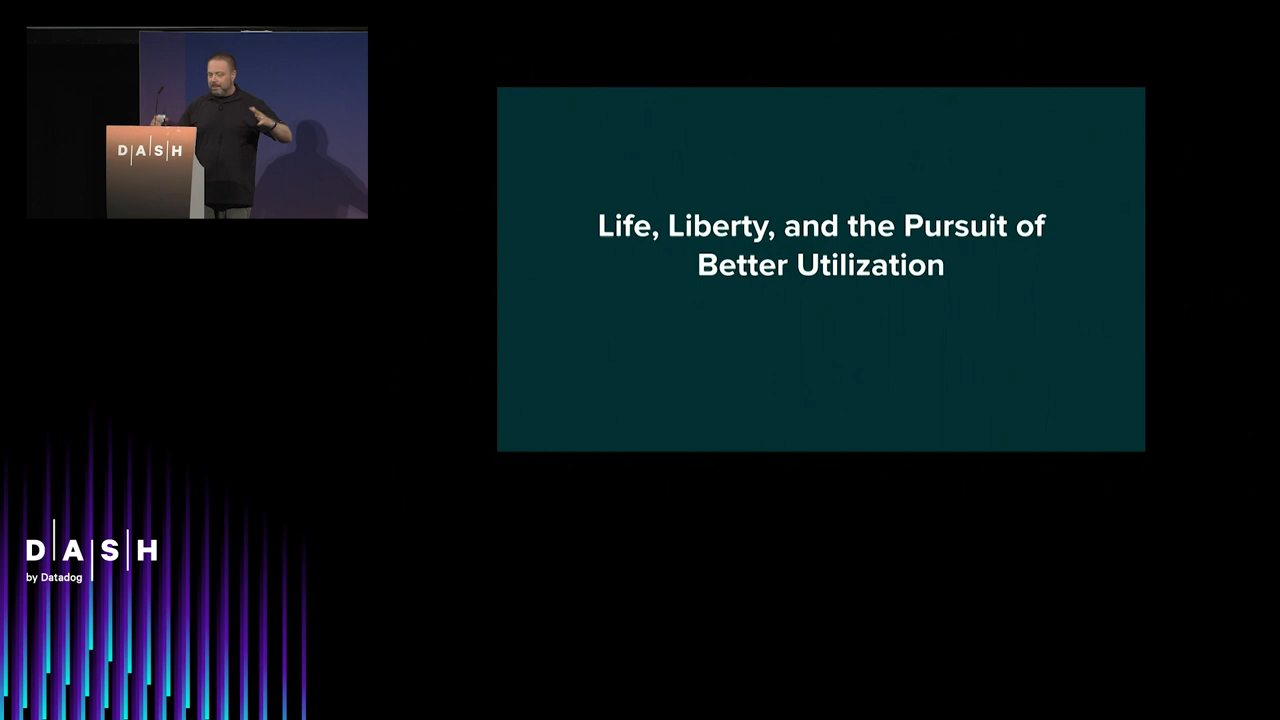 D|A|S|H
Life, Liberty, and the Pursuit of
Better Utilization
D|A|S|H
by Datadog